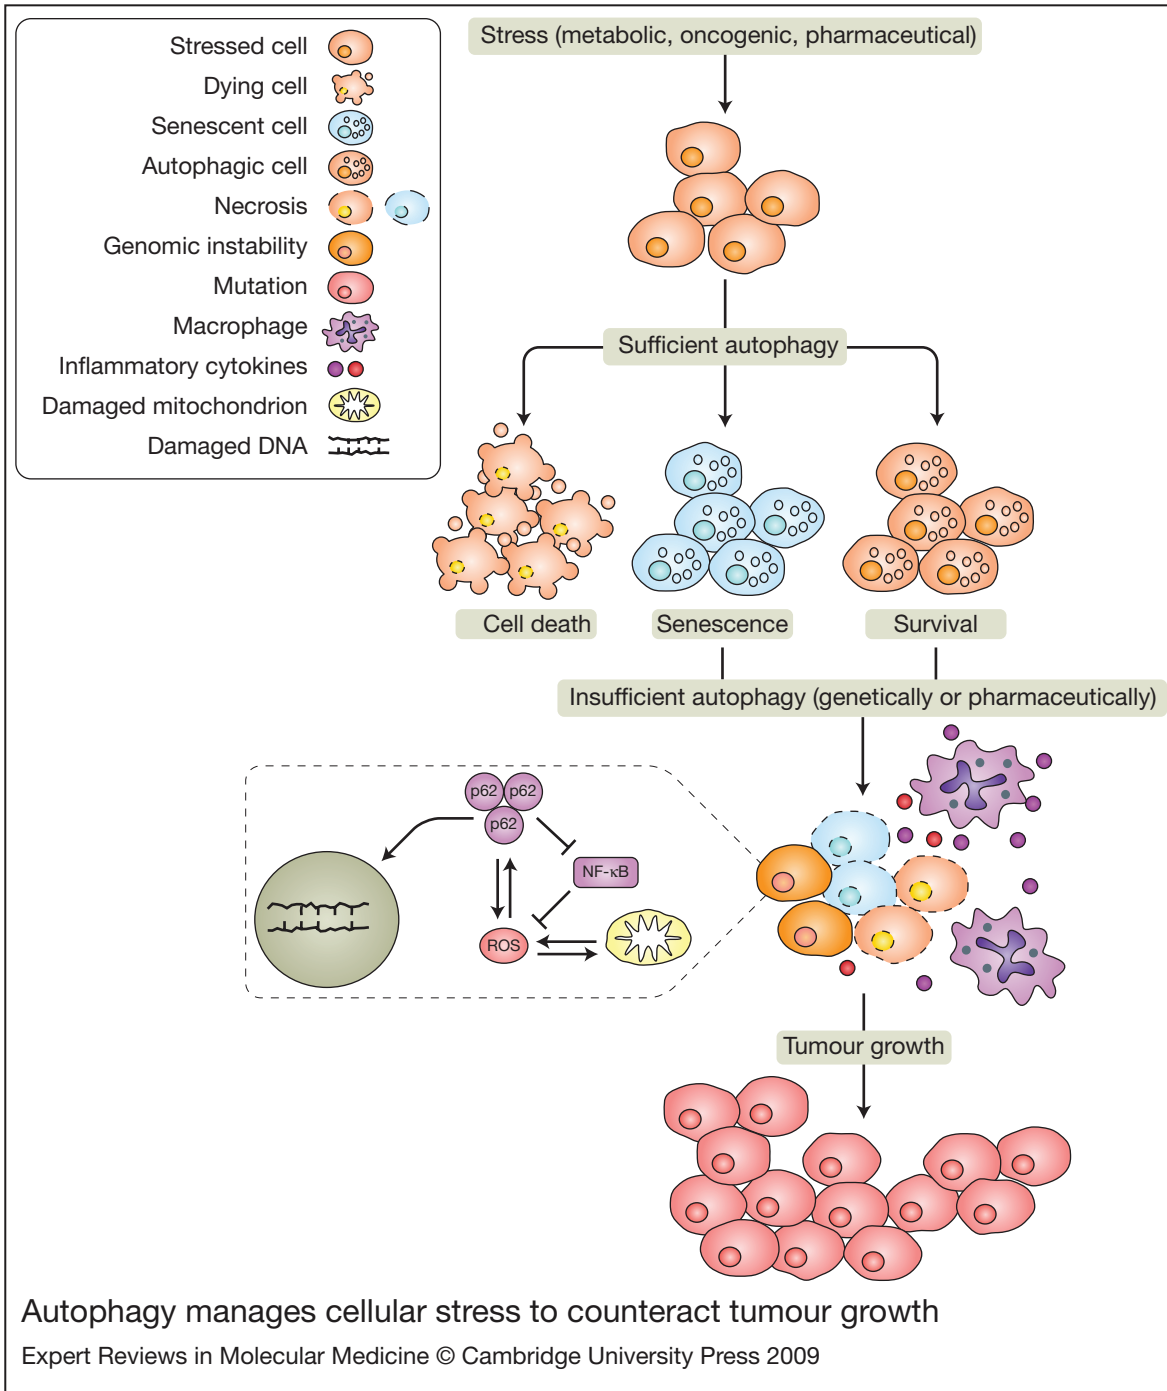 Stressed cell
Dying cell
Senescent cell
Autophagic cell
Necrosis
Genomic instability
Mutation
Macrophage
Inflammatory cytokines
Damaged mitochondrion
Damaged DNA
Stress (metabolic, oncogenic, pharmaceutical)
Sufficient autophagy
Cell death
Senescence
Survival
Insufficient autophagy (genetically or pharmaceutically)
p62 p62
p62
NF-κB
ROS
Tumour growth
Autophagy manages cellular stress to counteract tumour growth
Expert Reviews in Molecular Medicine © Cambridge University Press 2009